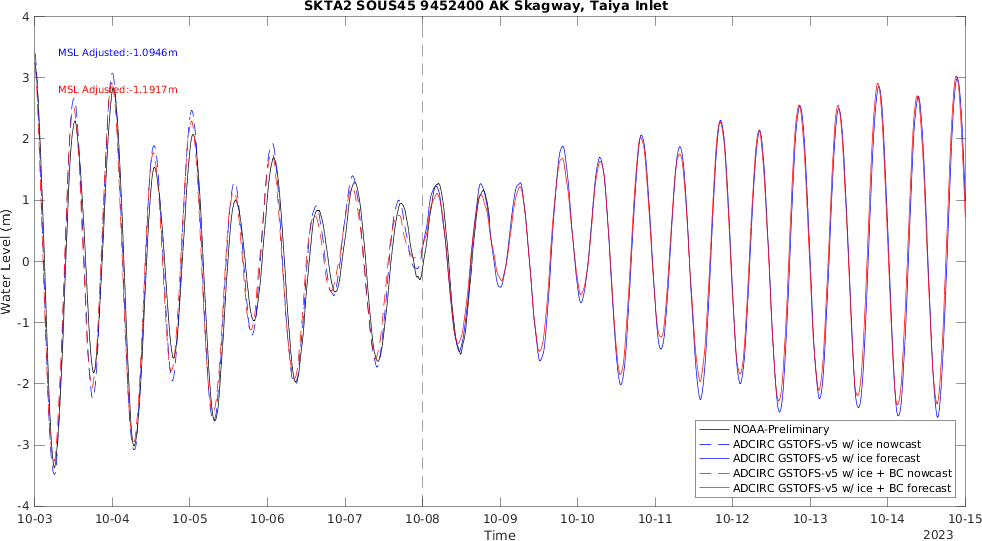 SKTA2 SOUS45 9452400 AK Skagway, Taiya Inlet
4
3
2
1
0
-1
-2
-3
-4
Water Level (m)
MSL Adjusted:-1.0946m
MSL Adjusted:-1.1917m
NOAA-Preliminary
ADCIRC GSTOFS-v5 w/ ice nowcast
ADCIRC GSTOFS-v5 w/ ice forecast
ADCIRC GSTOFS-v5 w/ ice + BC nowcast
ADCIRC GSTOFS-v5 w/ ice + BC forecast
10-03 10-04 10-05 10-06 10-07 10-08 10-09 10-10 10-11 10-12 10-13 10-14 10-15
Time
2023